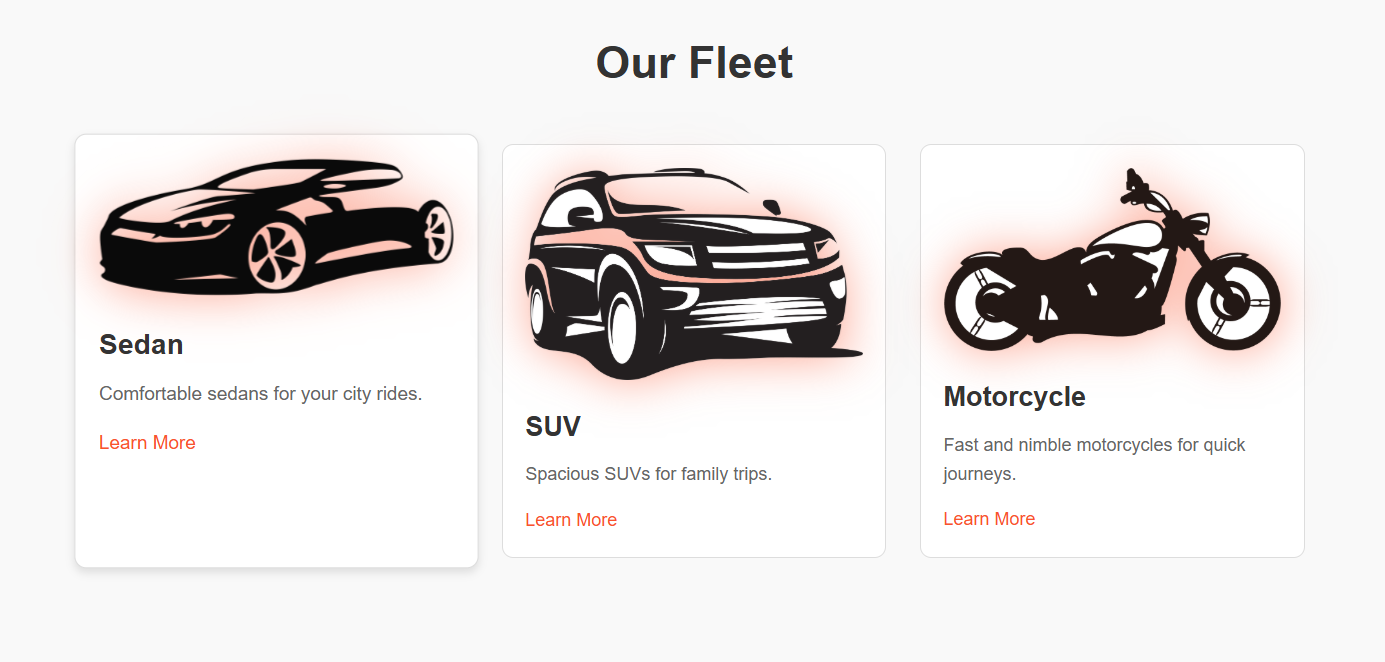 Our Fleet
Sedan
Comfortable sedans for your city rides.
Learn More
SUV
Spacious SUVs for family trips.
Learn More
Motorcycle
Fast and nimble motorcycles for quick
journeys.
Learn More